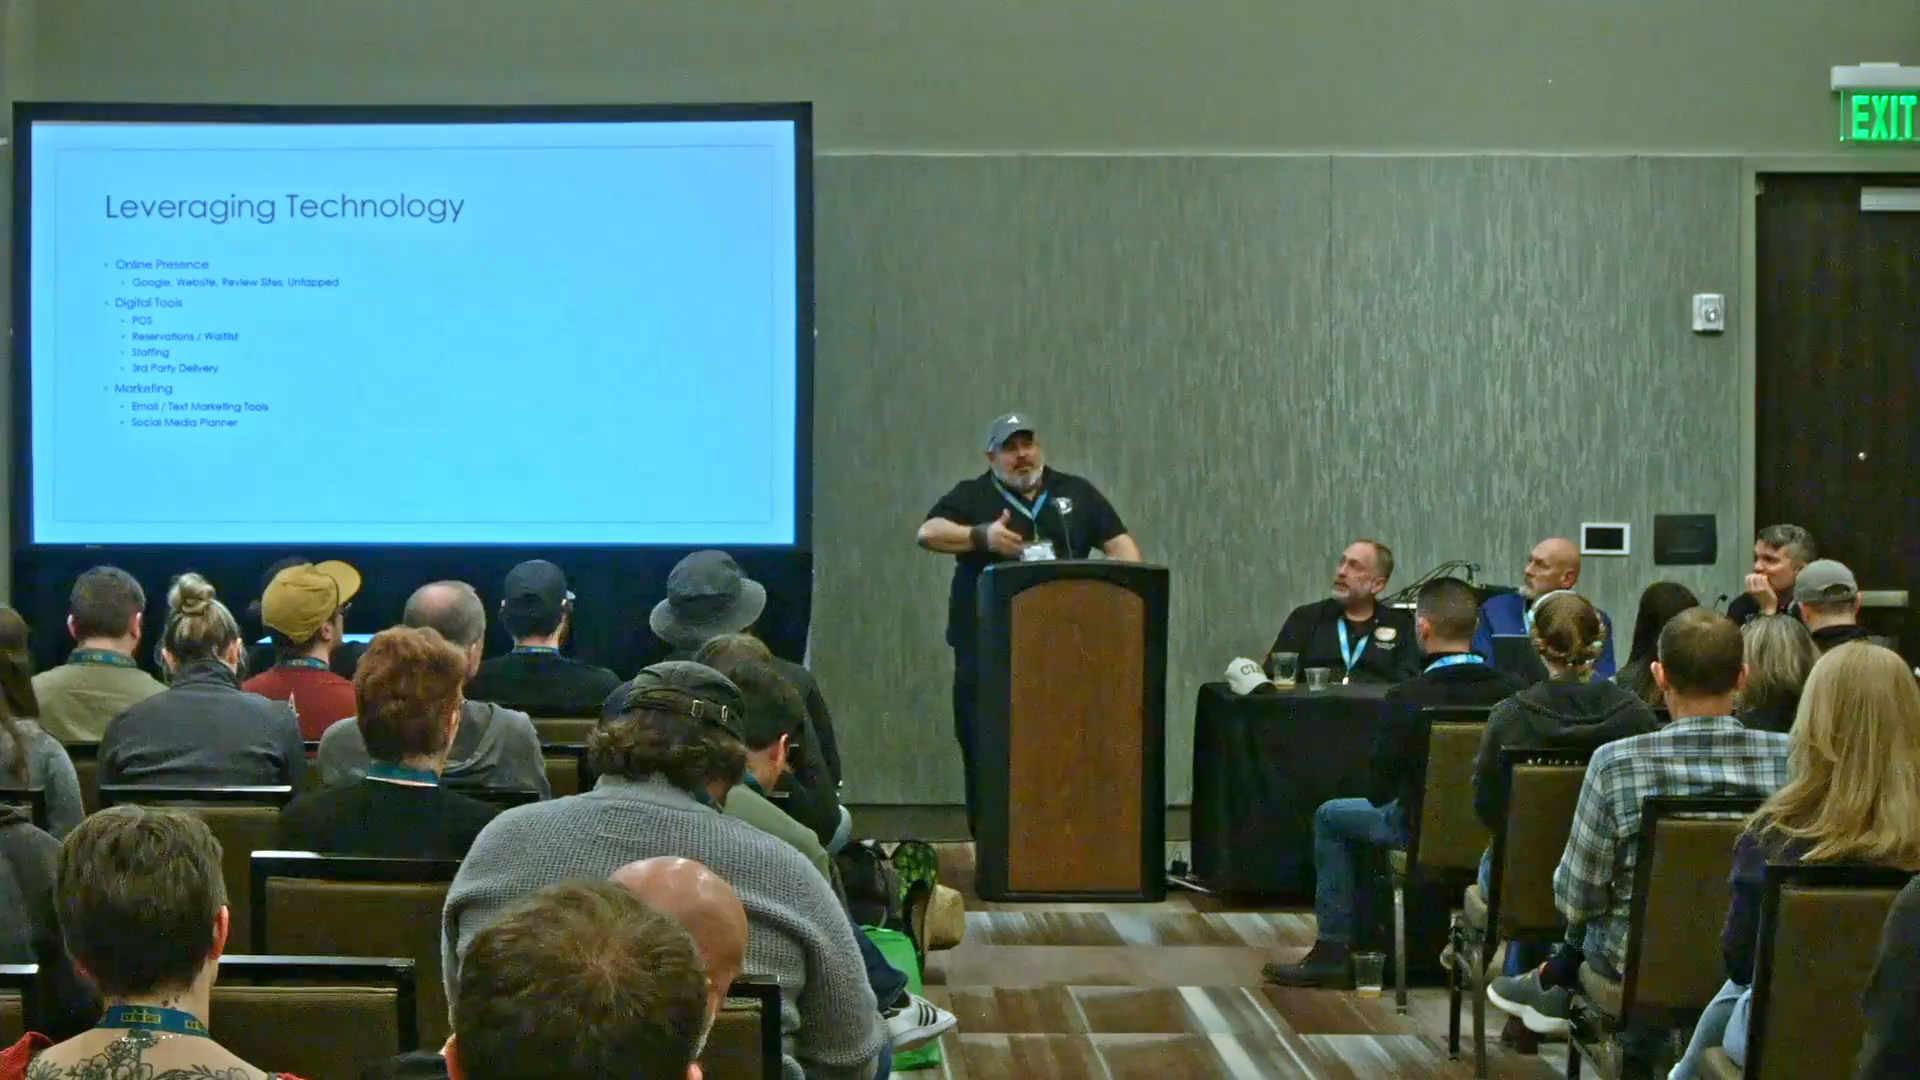 Leveraging Technology
Online Presence
Google, Website, Review Sites, Untapped
Digital Tools
POS
Reservations / Waitlist
Staffing
3rd Party Delivery
Marketing
Email / Text Marketing Tools
Social Media Planner
EXIT